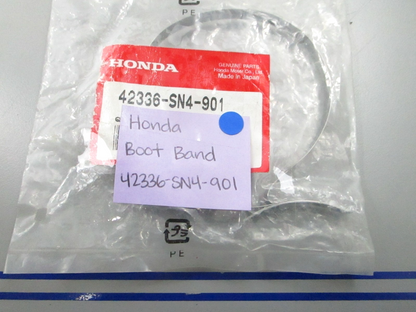 PE
HONDA
GENUINE PARTS
Honda Motor Co., Ltd.
Made in Japan
42336-SN4-901
Honda
Boot Band
42336-SN4-901
PE